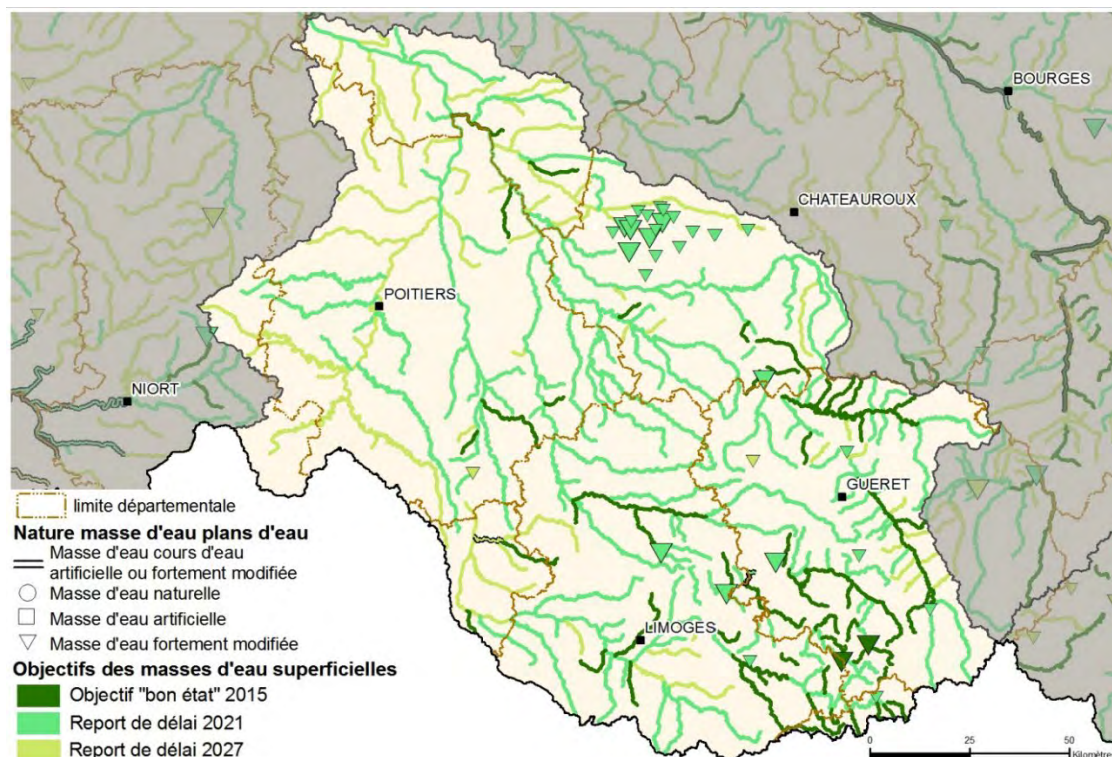 BOURGES
CHATEAUROUX
POITIERS
NIORT
GUERET
LIMOGES
limite départementale
Nature masse d'eau plans d'eau
Masse d'eau cours d'eau
artificielle ou fortement modifiée
Masse d'eau naturelle
Masse d'eau artificielle
Masse d'eau fortement modifiée
Objectifs des masses d'eau superficielles
Objectif "bon état" 2015
Report de délai 2021
Report de délai 2027
0 25 50